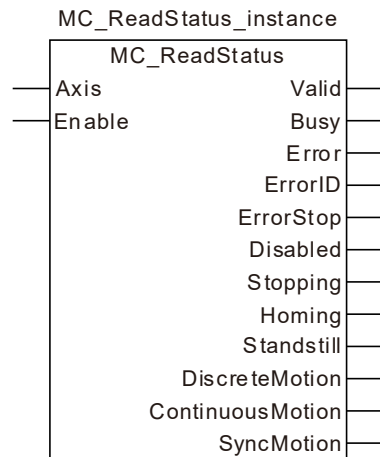 MC_ReadStatus_instance
MC_ReadStatus
Axis Valid
Enable Busy
Error
ErrorID
ErrorStop
Disabled
Stopping
Homing
Standstill
DiscreteMotion
ContinuousMotion
SyncMotion